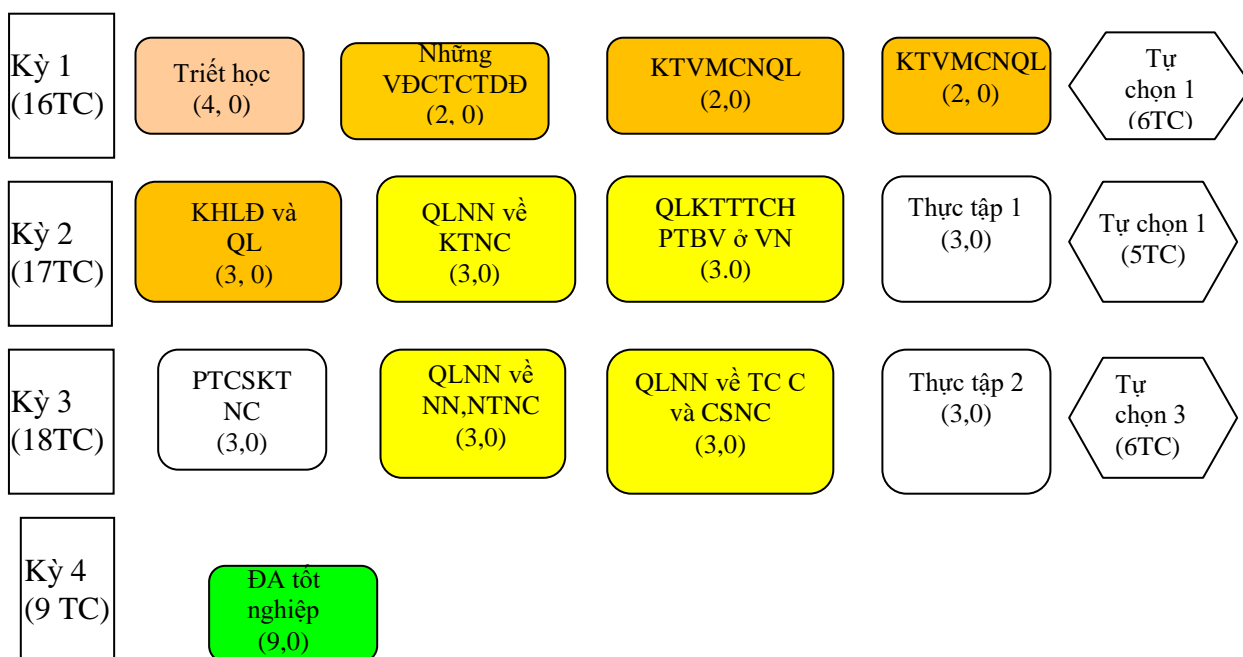 Kỳ 1
(16TC)
Triết học
(4, 0)
Những
VĐCTCTDĐ
(2, 0)
KTVMCNQL
(2,0)
KTVMCNQL
(2, 0)
Tự
chọn 1
(6TC)
Kỳ 2
(17TC)
KHLĐ và
QL
(3, 0)
QLNN về
KTNC
(3,0)
QLKTTTCH
PTBV ở VN
(3.0)
Thực tập 1
(3,0)
Tự chọn 1
(5TC)
Kỳ 3
(18TC)
PTCSKT
NC
(3,0)
QLNN về
NN,NTNC
(3,0)
QLNN về TC C
và CSNC
(3,0)
Thực tập 2
(3,0)
Tự
chọn 3
(6TC)
Kỳ 4
(9 TC)
ĐA tốt
nghiệp
(9,0)